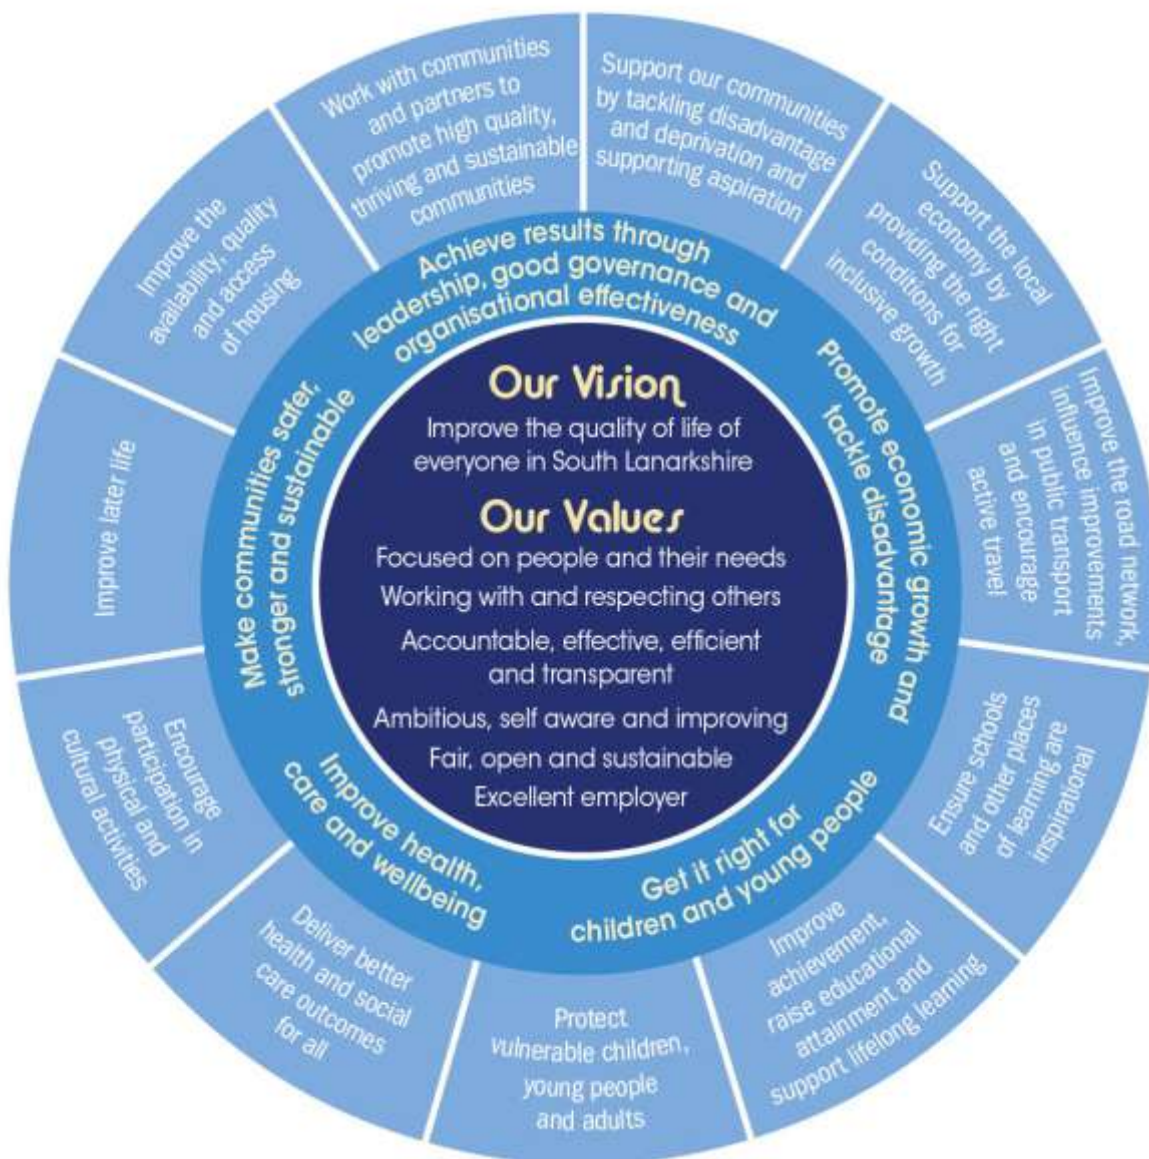 Our Vision
Improve the quality of life of
everyone in South Lanarkshire
Our Values
Focused on people and their needs
Working with and respecting others
Accountable, effective, efficient
and transparent
Ambitious, self aware and improving
Fair, open and sustainable
Excellent employer
Achieve results through
leadership, good governance and
organisational effectiveness
Promote economic growth and
tackle disadvantage
Get it right for
children and young people
Improve health,
care and wellbeing
Make communities safer,
stronger and sustainable
Support our communities
by tackling disadvantage
and deprivation and
supporting aspiration
Support the local
economy by
providing the right
conditions for
inclusive growth
Improve the road network,
influence improvements
in public transport
and encourage
active travel
Ensure schools
and other places
of learning are
inspirational
Improve
achievement,
raise educational
attainment and
support lifelong learning
Protect
vulnerable children,
young people
and adults
Deliver better
health and social
care outcomes
for all
Encourage
participation in
physical and
cultural activities
Improve later life
Improve the
availability, quality
and access
of housing
Work with communities
and partners to
promote high quality,
thriving and sustainable
communities